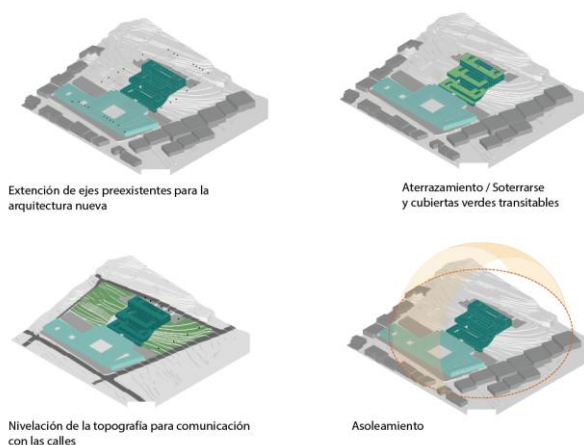 Extención de ejes preexistentes para la
arquitectura nueva
Aterrazamiento / Soterrarse
y cubiertas verdes transitables
Nivelación de la topografía para comunicación
con las calles
Asoleamiento